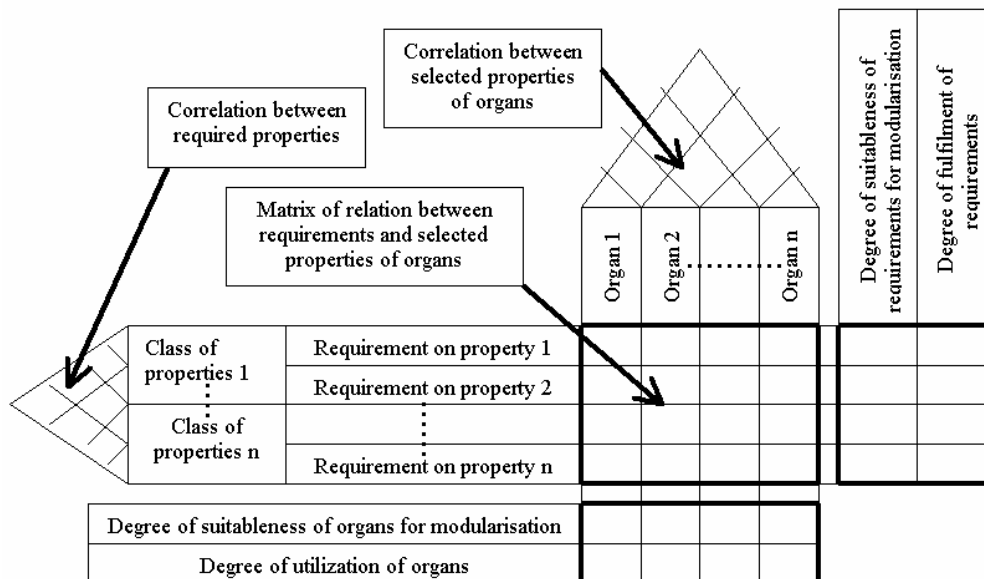 Correlation between
selected properties
of organs
Correlation between
required properties
Matrix of relation between
requirements and selected
properties of organs
Organ 1
Organ 2
Organ n
Degree of suitableness of
requirements for modularisation
Degree of fulfilment of
requirements
Class of
properties 1
Class of
properties n
Requirement on property 1
Requirement on property 2
Requirement on property n
Degree of suitableness of organs for modularisation
Degree of utilization of organs